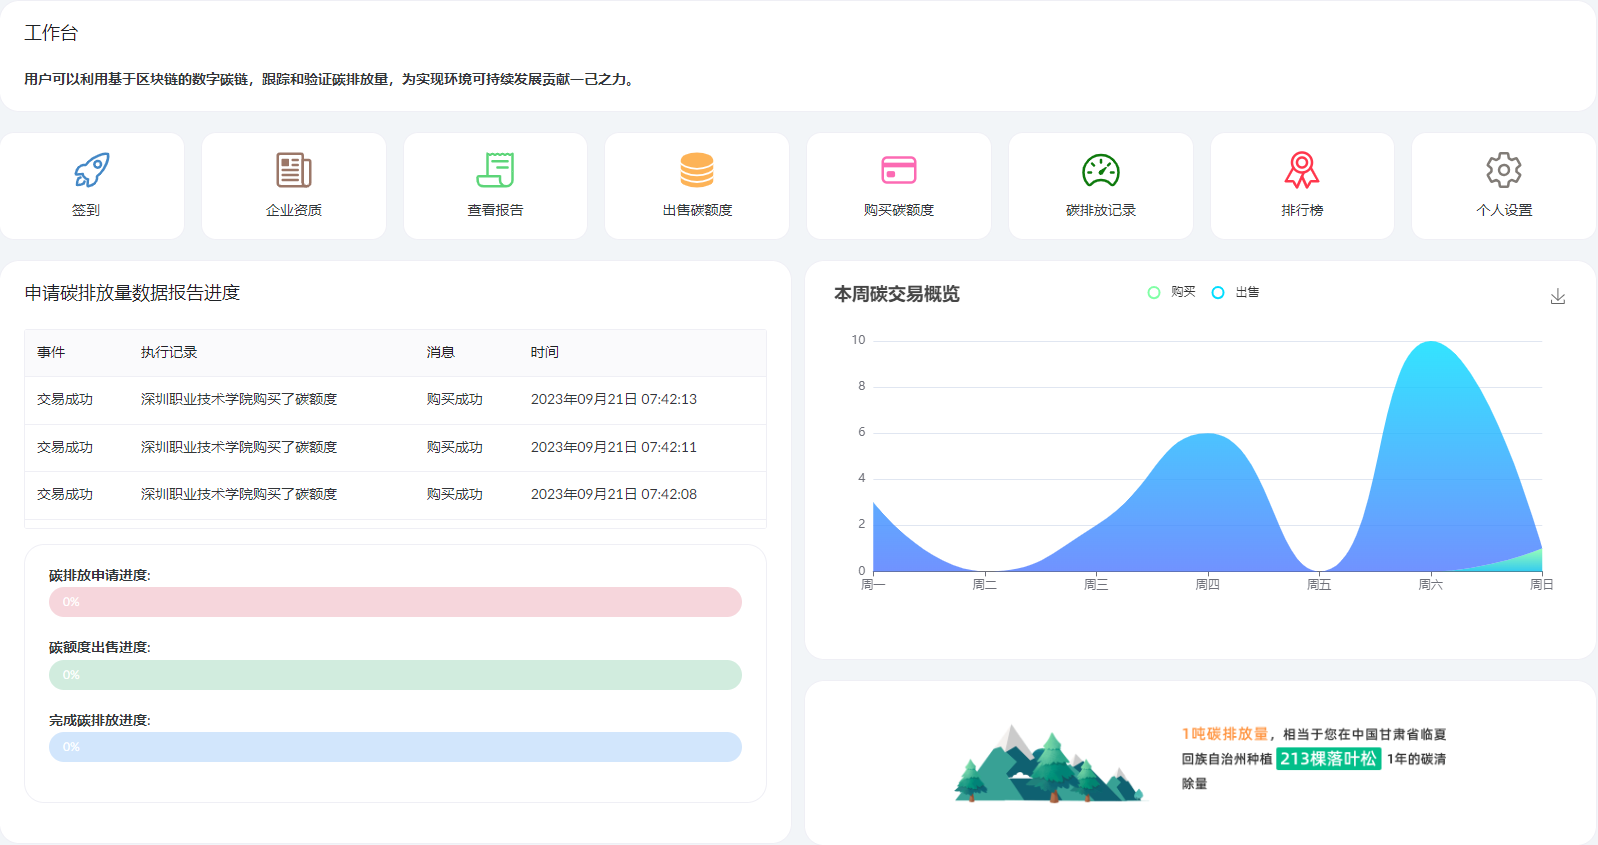 工作台
用户可以利用基于区块链的数字碳链，跟踪和验证碳排放量，为实现环境可持续发展贡献一己之力。
签到
企业资质
查看报告
出售碳额度
购买碳额度
碳排放记录
排行榜
个人设置
申请碳排放量数据报告进度
事件 执行记录 消息 时间
交易成功 深圳职业技术学院购买了碳额度 购买成功 2023年09月21日 07:42:13
交易成功 深圳职业技术学院购买了碳额度 购买成功 2023年09月21日 07:42:11
交易成功 深圳职业技术学院购买了碳额度 购买成功 2023年09月21日 07:42:08
碳排放申请进度:
0%
碳额度出售进度:
0%
完成碳排放进度:
0%
本周碳交易概览
购买 出售
10
8
6
4
2
0
周一 周二 周三 周四 周五 周六 周日
1吨碳排放量，相当于您在中国甘肃省临夏
回族自治州种植 213棵落叶松 1年的碳清
除量